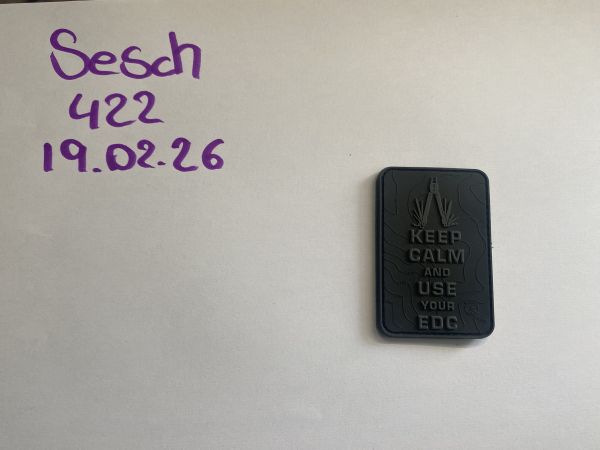 Sesch
422
19.02.26
KEEP
CALM
AND
USE
YOUR
EDC